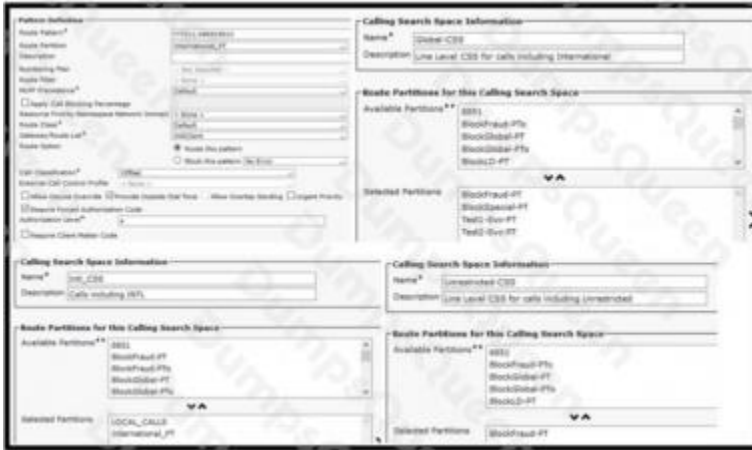 Pattern Definition
Route Pattern*
Route Partition
International_PT
Description
Numbering Plan
Route Filter
< None >
MLPP Precedence*
Default
Apply Call Blocking Percentage
Resource Priority Namespace Network Domain
< None >
Route Class*
Default
Gateway/Route List*
Route Option
Route this pattern
Block this pattern
No Error
Call Classification*
OffNet
External Call Control Profile
< None >
Allow Device Override
Provide Outside Dial Tone
Allow Overlap Sending
Urgent Priority
Require Forced Authorization Code
Authorization Level*
Require Client Matter Code
Calling Search Space Information
Name*
Global-CSS
Description
Line Level CSS for calls including International
Route Partitions for this Calling Search Space
Available Partitions**
BlockFraud-PTs
BlockGlobal-PT
BlockGlobal-PTs
BlockLD-PT
Selected Partitions
BlockFraud-PT
BlockSpecial-PT
Calling Search Space Information
Name*
Intl_CSS
Description
Calls including INTL
Route Partitions for this Calling Search Space
Available Partitions**
BlockFraud-PT
BlockFraud-PTs
BlockGlobal-PT
BlockGlobal-PTs
Selected Partitions
LOCAL_CALLS
International_PT
Calling Search Space Information
Name*
Unrestricted-CSS
Description
Line Level CSS for calls including Unrestricted
Route Partitions for this Calling Search Space
Available Partitions**
BlockFraud-PTs
BlockGlobal-PT
BlockGlobal-PTs
BlockLD-PT
Selected Partitions
BlockFraud-PT